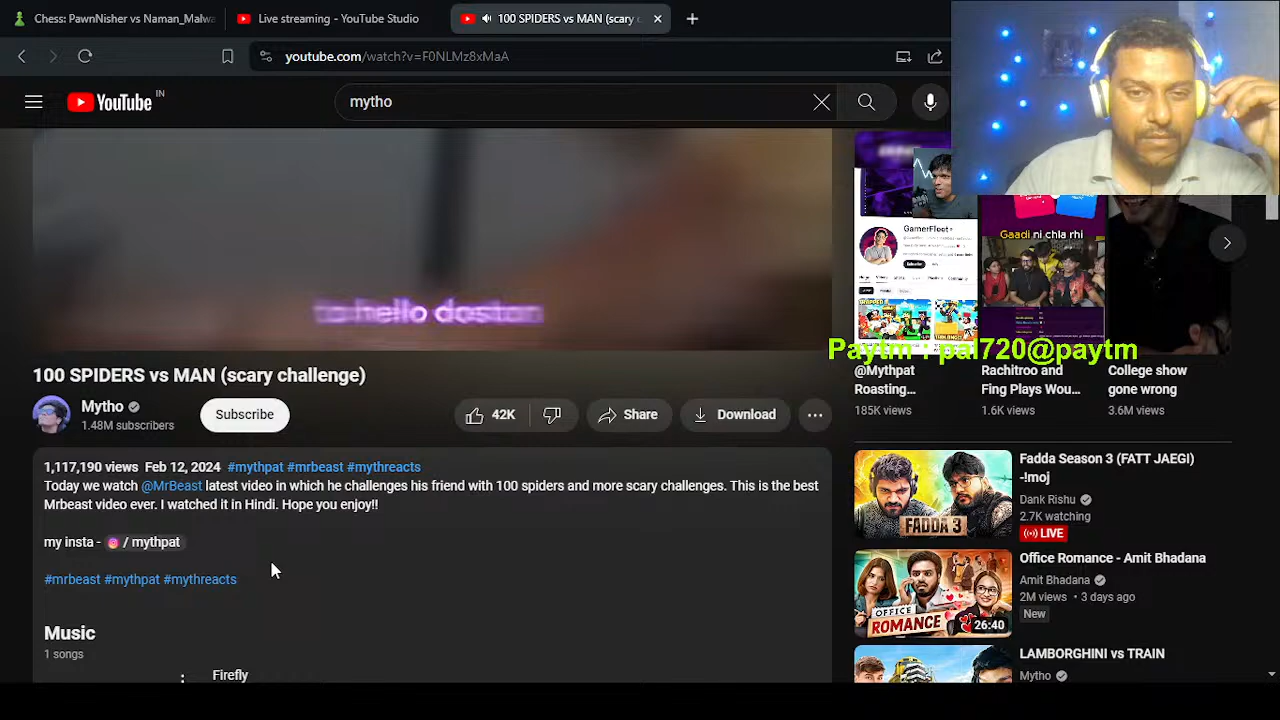 Chess: PawnNisher vs Naman_Malwa
Live streaming - YouTube Studio
100 SPIDERS vs MAN (scary c
youtube.com/watch?v=F0NLMz8xMaA
YouTube IN
mytho
to hello doston
GamerFleet
Gaadi ni chla rhi
Paytm : pal720@paytm
@Mythpat
Roasting...
185K views
Rachitroo and
Fing Plays Wou...
1.6K views
College show
gone wrong
3.6M views
100 SPIDERS vs MAN (scary challenge)
Mytho
1.48M subscribers
Subscribe
42K
Share
Download
1,117,190 views Feb 12, 2024 #mythpat #mrbeast #mythreacts
Today we watch @MrBeast latest video in which he challenges his friend with 100 spiders and more scary challenges. This is the best
Mrbeast video ever. I watched it in Hindi. Hope you enjoy!!
my insta - / mythpat
#mrbeast #mythpat #mythreacts
Music
1 songs
Firefly
FADDA 3
Fadda Season 3 (FATT JAEGI)
-!moj
Dank Rishu
2.7K watching
LIVE
OFFICE
ROMANCE
26:40
Office Romance - Amit Bhadana
Amit Bhadana
2M views • 3 days ago
New
LAMBORGHINI vs TRAIN
Mytho